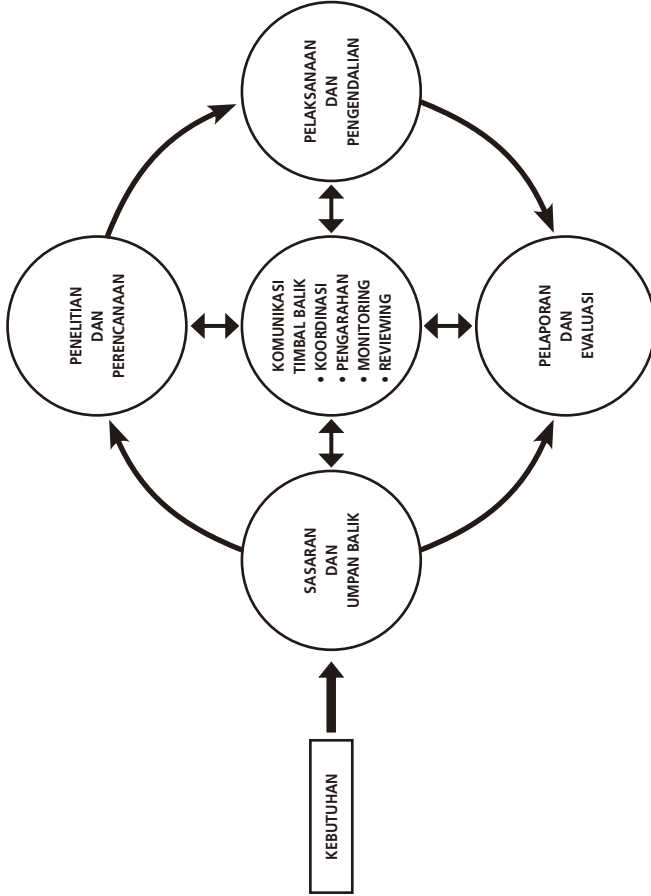 KEBUTUHAN
SASARAN
DAN
UMPAN BALIK
PENELITIAN
DAN
PERENCANAAN
KOMUNIKASI
TIMBAL BALIK
• KOORDINASI
• PENGARAHAN
• MONITORING
• REVIEWING
PELAPORAN
DAN
EVALUASI
PELAKSANAAN
DAN
PENGENDALIAN